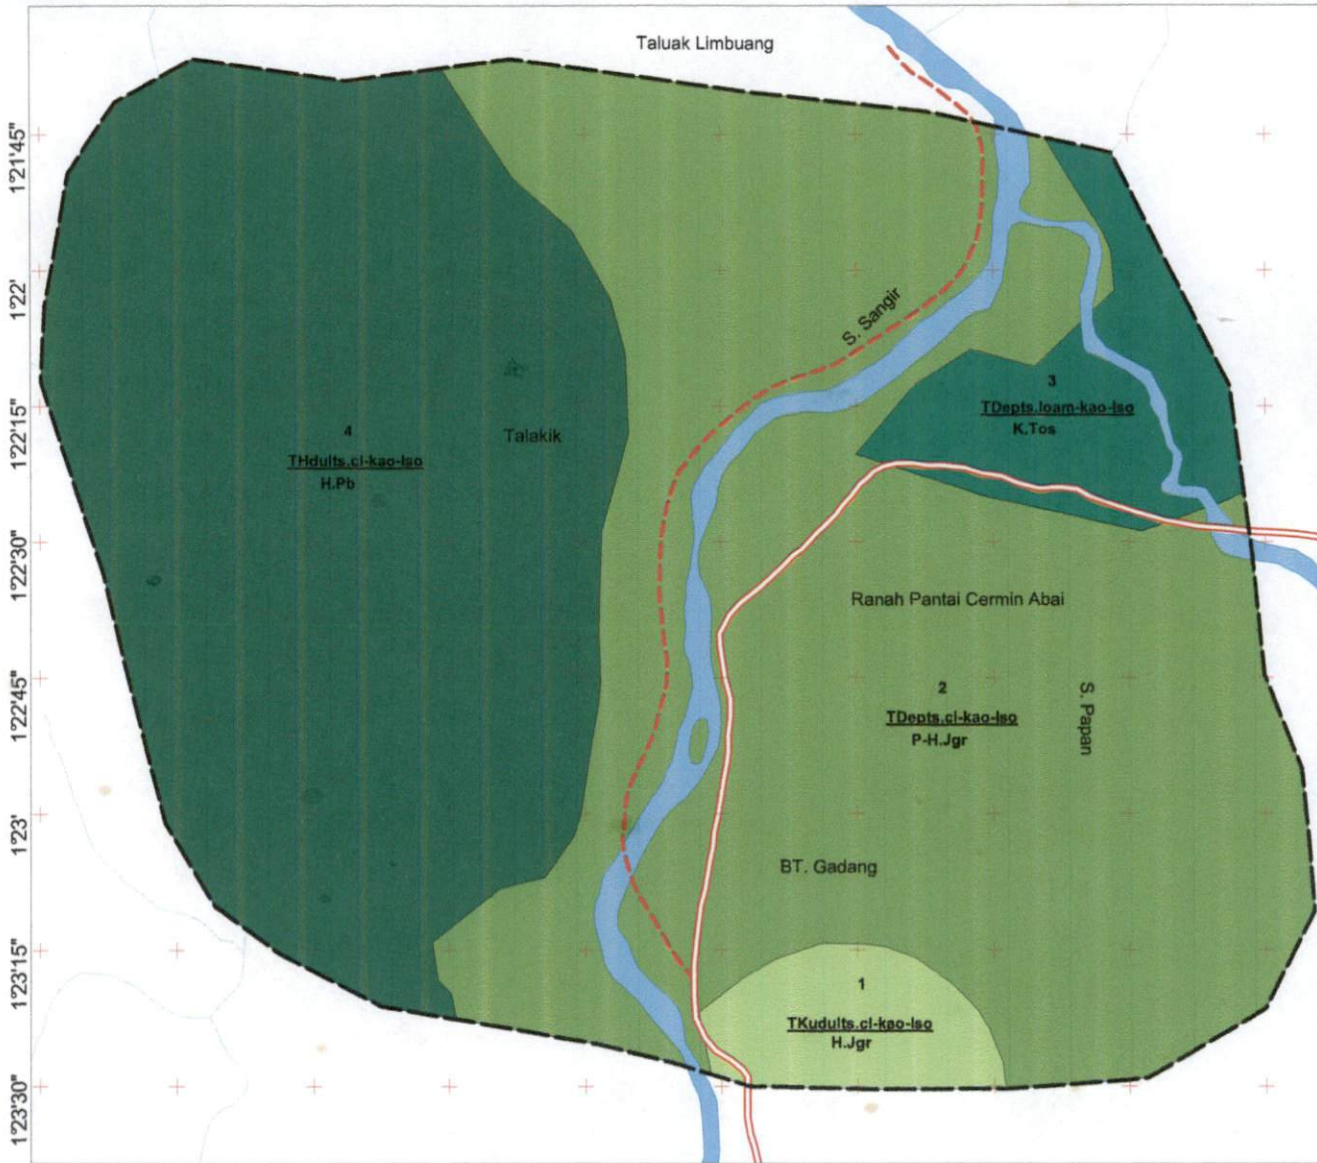 Taluak Limbuang
1°21'45"
1°22'
S. Sangir
3
TDepts.loam-kao-Iso
K.Tos
1°22'15"
4
THdults.cl-kao-Iso
H.Pb
Talakik
1°22'30"
Ranah Pantai Cermin Abai
1°22'45"
2
TDepts.cl-kao-Iso
P-H.Jgr
S. Papan
1°23'
BT. Gadang
1°23'15"
1
TKudults.cl-kao-Iso
H.Jgr
1°23'30"